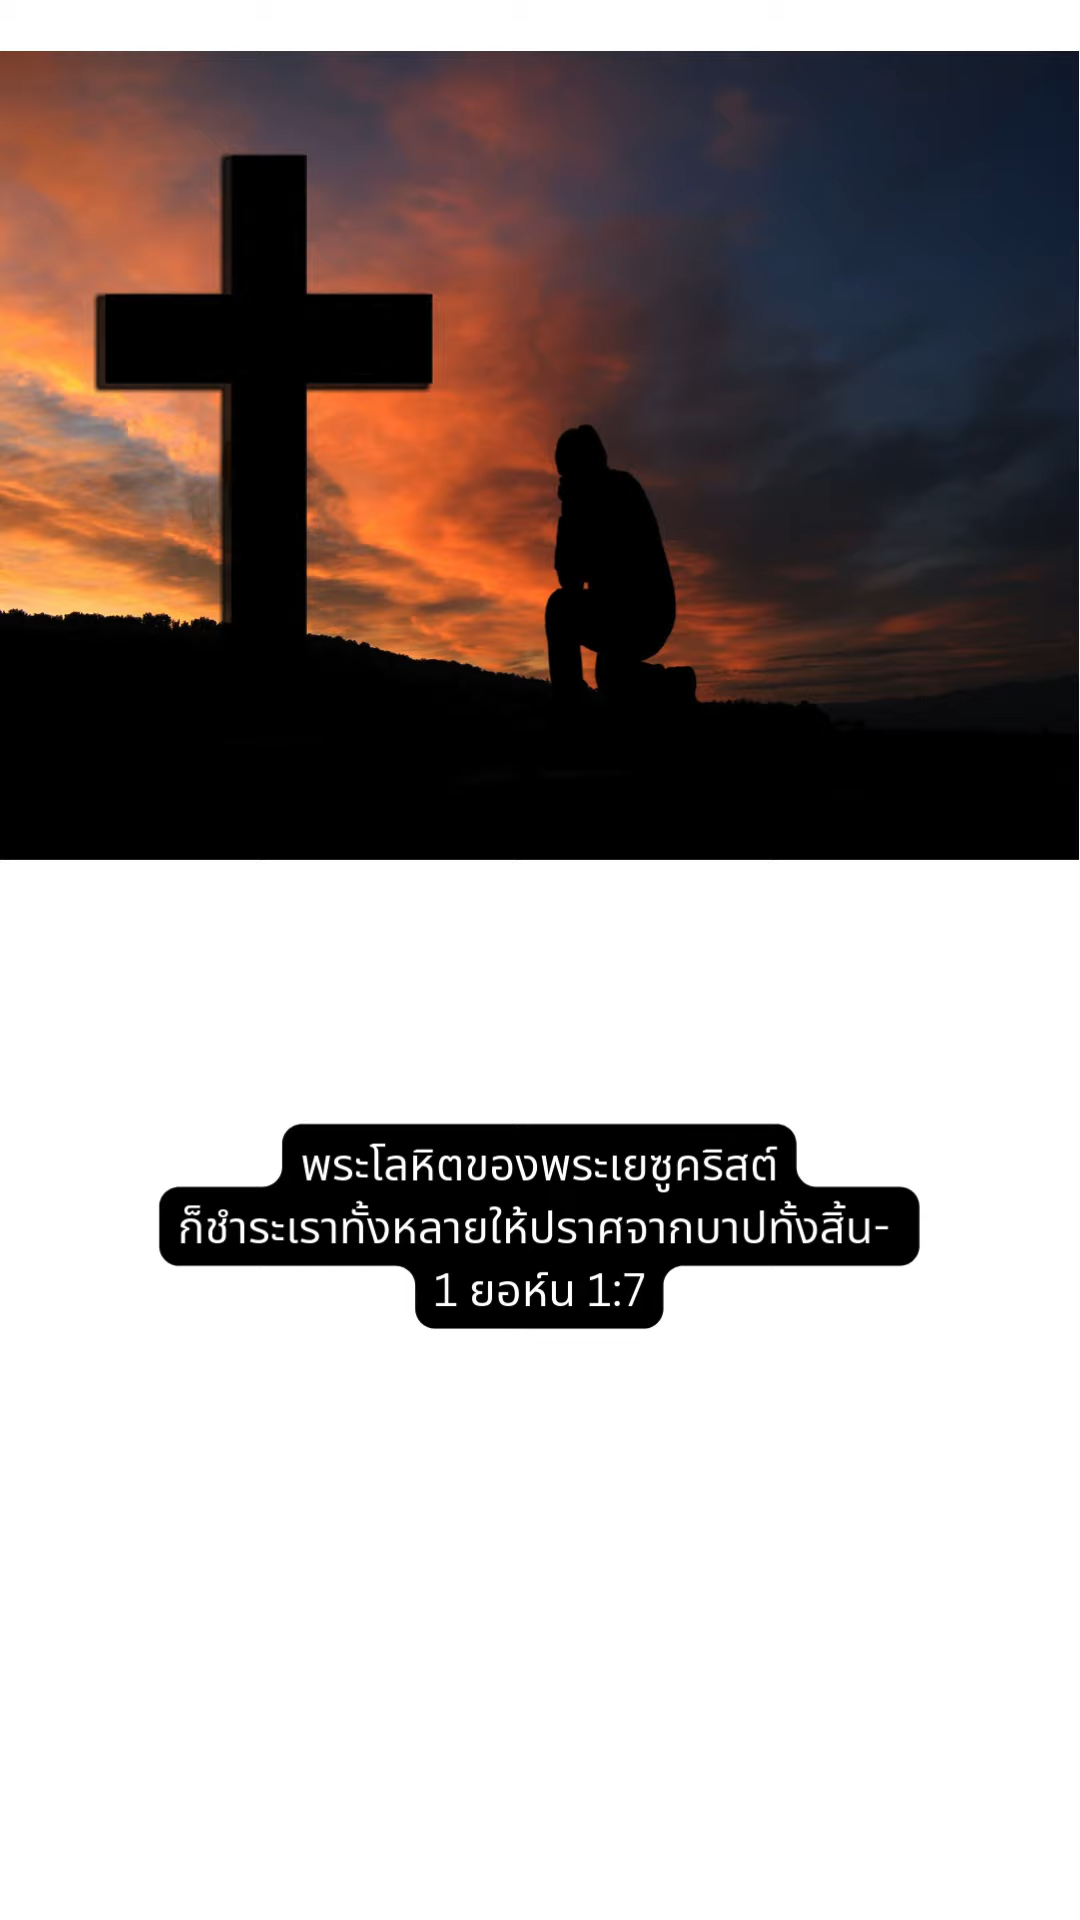 พระโลหิตของพระเยซูคริสต์
ก็ชำระเราทั้งหลายให้ปราศจากบาปทั้งสิ้น-
1 ยอห์น 1:7